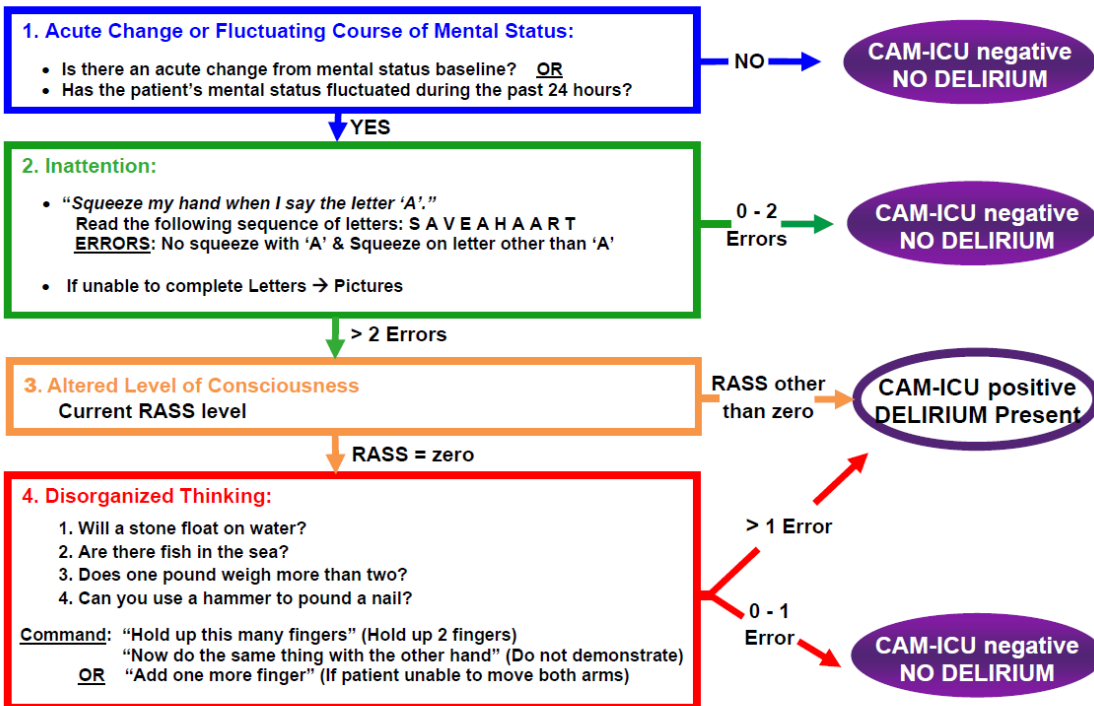 1. Acute Change or Fluctuating Course of Mental Status:
• Is there an acute change from mental status baseline? OR
• Has the patient's mental status fluctuated during the past 24 hours?
NO
CAM-ICU negative
NO DELIRIUM
YES
2. Inattention:
• “Squeeze my hand when I say the letter ‘A’.”
Read the following sequence of letters: S A V E A H A A R T
ERRORS: No squeeze with ‘A’ & Squeeze on letter other than ‘A’
• If unable to complete Letters → Pictures
0 - 2
Errors
CAM-ICU negative
NO DELIRIUM
> 2 Errors
3. Altered Level of Consciousness
Current RASS level
RASS other
than zero
CAM-ICU positive
DELIRIUM Present
RASS = zero
4. Disorganized Thinking:
1. Will a stone float on water?
2. Are there fish in the sea?
3. Does one pound weigh more than two?
4. Can you use a hammer to pound a nail?
Command: “Hold up this many fingers” (Hold up 2 fingers)
“Now do the same thing with the other hand” (Do not demonstrate)
OR “Add one more finger” (If patient unable to move both arms)
> 1 Error
0 - 1
Error
CAM-ICU negative
NO DELIRIUM